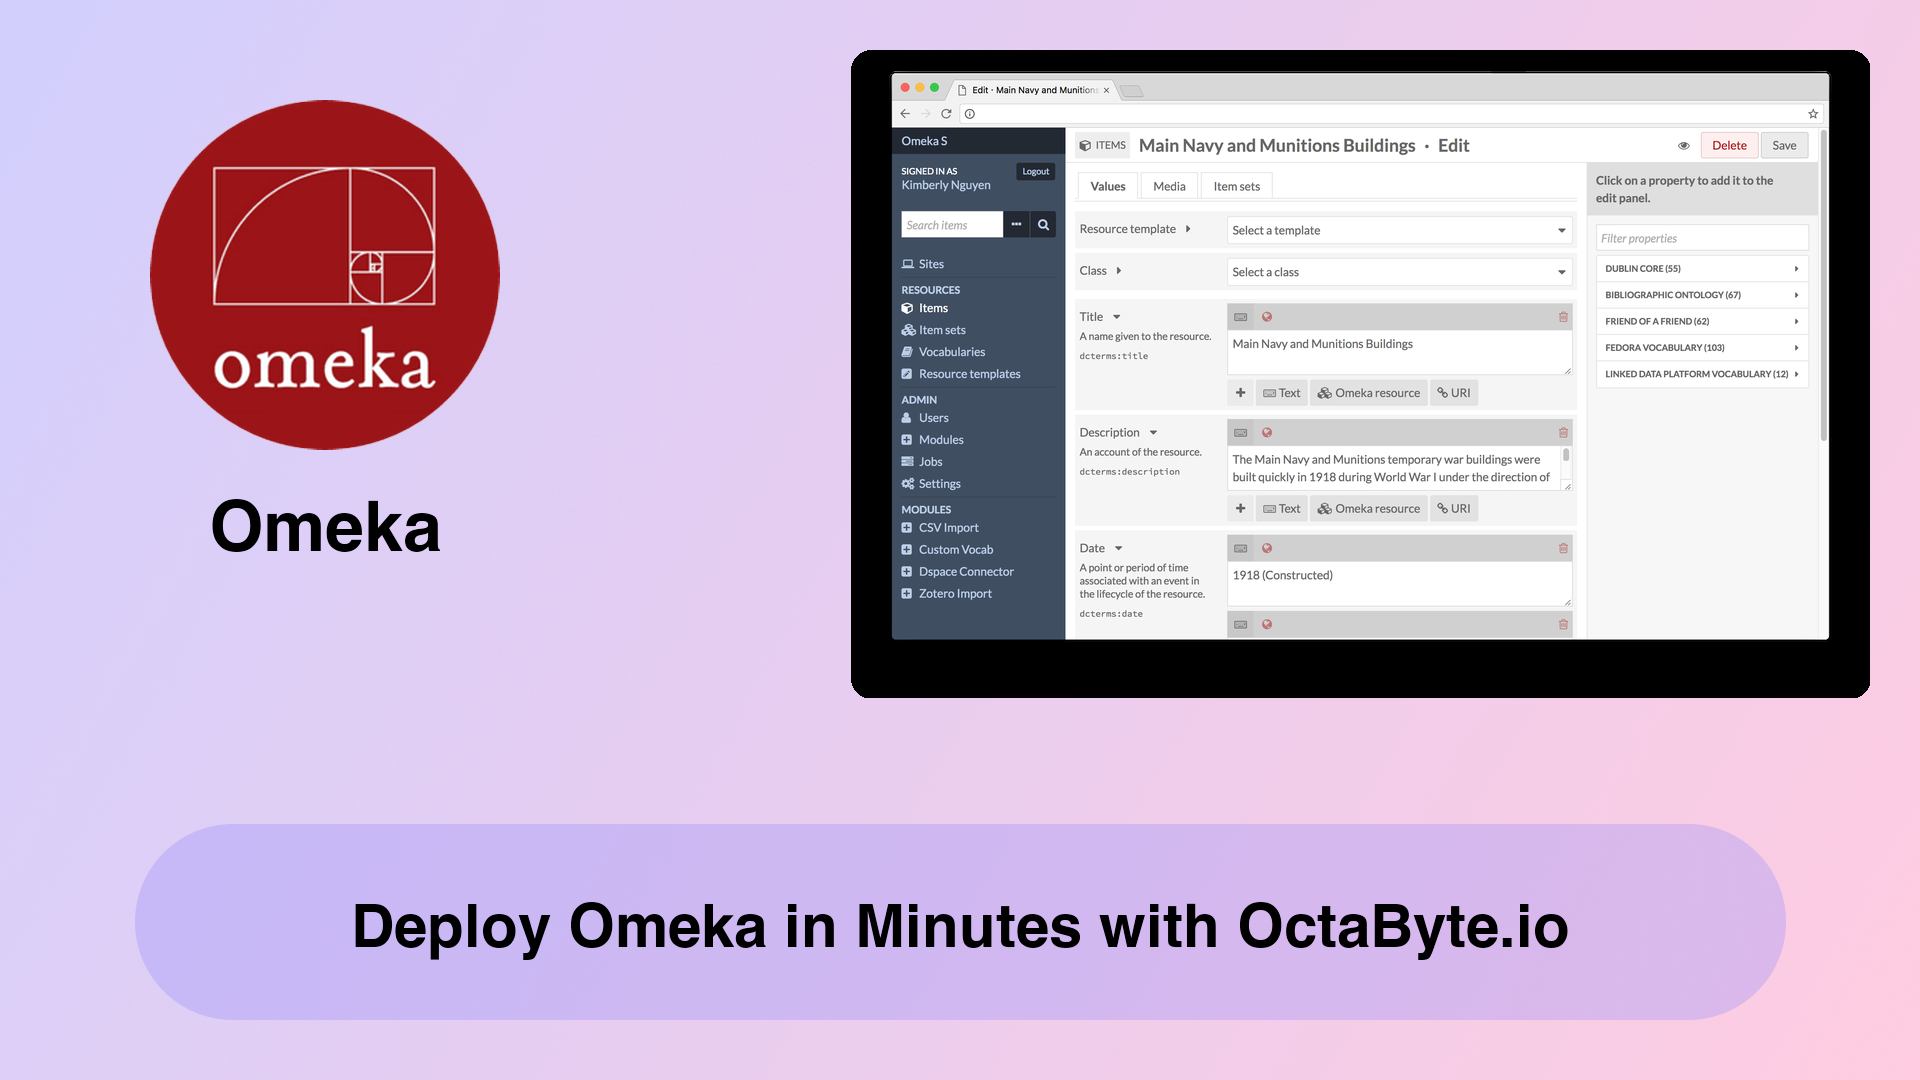 omeka
Omeka
Edit · Main Navy and Munitions
Omeka S
SIGNED IN AS
Kimberly Nguyen
Logout
Search items
Sites
RESOURCES
Items
Item sets
Vocabularies
Resource templates
ADMIN
Users
Modules
Jobs
Settings
MODULES
CSV Import
Custom Vocab
Dspace Connector
Zotero Import
ITEMS
Main Navy and Munitions Buildings · Edit
Delete
Save
Values
Media
Item sets
Resource template
Select a template
Class
Select a class
Title
A name given to the resource.
dcterms:title
Main Navy and Munitions Buildings
Text
Omeka resource
URI
Description
An account of the resource.
dcterms:description
The Main Navy and Munitions temporary war buildings were
built quickly in 1918 during World War I under the direction of
Text
Omeka resource
URI
Date
A point or period of time
associated with an event in
the lifecycle of the resource.
dcterms:date
1918 (Constructed)
Click on a property to add it to the
edit panel.
Filter properties
DUBLIN CORE (55)
BIBLIOGRAPHIC ONTOLOGY (67)
FRIEND OF A FRIEND (62)
FEDORA VOCABULARY (103)
LINKED DATA PLATFORM VOCABULARY (12)
Deploy Omeka in Minutes with OctaByte.io